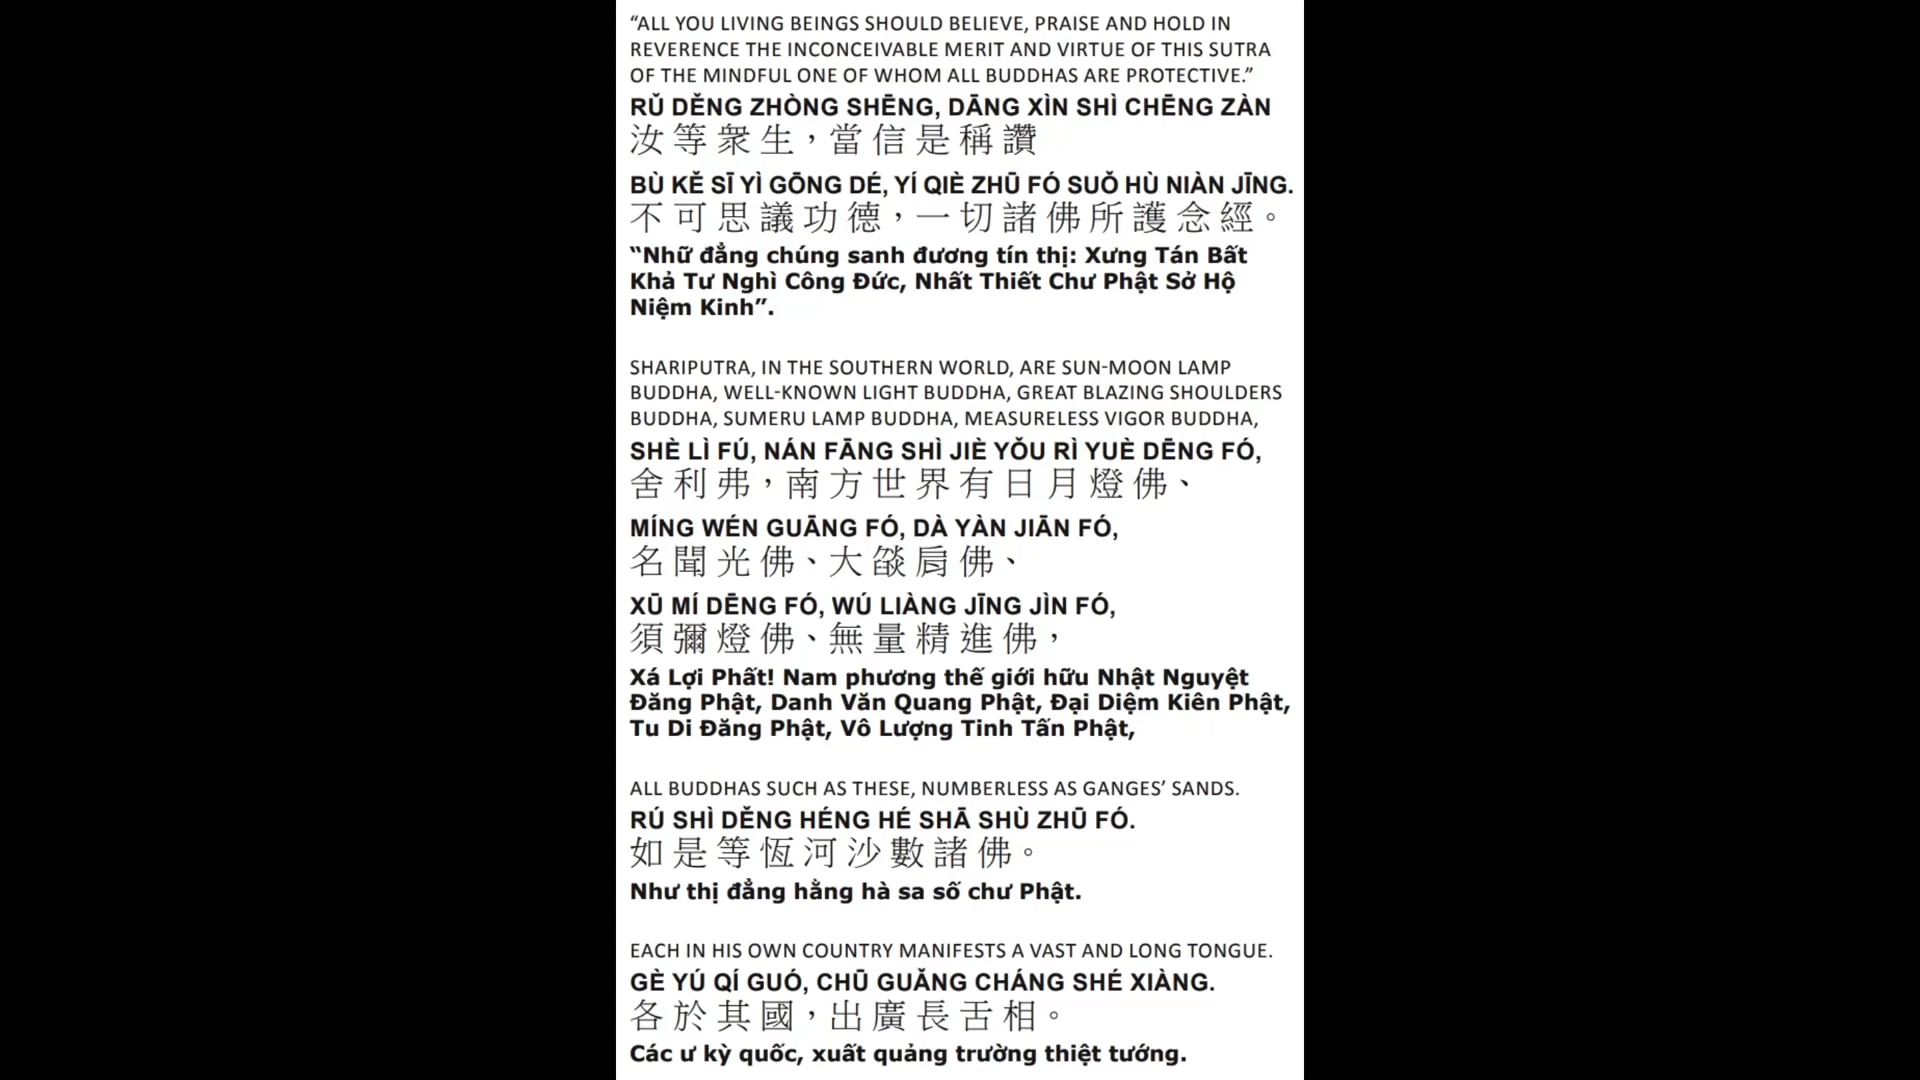 “ALL YOU LIVING BEINGS SHOULD BELIEVE, PRAISE AND HOLD IN
REVERENCE THE INCONCEIVABLE MERIT AND VIRTUE OF THIS SUTRA
OF THE MINDFUL ONE OF WHOM ALL BUDDHAS ARE PROTECTIVE.”
RǓ DĚNG ZHÒNG SHĒNG, DĀNG XÌN SHÌ CHĒNG ZÀN
汝等衆生，當信是稱讚
BÙ KĚ SĪ YÌ GŌNG DÉ, YÍ QIÈ ZHŪ FÓ SUǑ HÙ NIÀN JĪNG.
不可思議功德，一切諸佛所護念經。
“Nhữ đẳng chúng sanh đương tín thị: Xưng Tán Bất
Khả Tư Nghì Công Đức, Nhất Thiết Chư Phật Sở Hộ
Niệm Kinh”.
SHARIPUTRA, IN THE SOUTHERN WORLD, ARE SUN-MOON LAMP
BUDDHA, WELL-KNOWN LIGHT BUDDHA, GREAT BLAZING SHOULDERS
BUDDHA, SUMERU LAMP BUDDHA, MEASURELESS VIGOR BUDDHA,
SHÈ LÌ FÚ, NÁN FĀNG SHÌ JIÈ YǑU RÌ YUÈ DĒNG FÓ,
舍利弗，南方世界有日月燈佛、
MÍNG WÉN GUĀNG FÓ, DÀ YÀN JIĀN FÓ,
名聞光佛、大燄肩佛、
XŪ MÍ DĒNG FÓ, WÚ LIÀNG JĪNG JÌN FÓ,
須彌燈佛、無量精進佛，
Xá Lợi Phất! Nam phương thế giới hữu Nhật Nguyệt
Đăng Phật, Danh Văn Quang Phật, Đại Diệm Kiên Phật,
Tu Di Đăng Phật, Vô Lượng Tinh Tấn Phật,
ALL BUDDHAS SUCH AS THESE, NUMBERLESS AS GANGES’ SANDS.
RÚ SHÌ DĚNG HÉNG HÉ SHĀ SHÙ ZHŪ FÓ.
如是等恆河沙數諸佛。
Như thị đẳng hằng hà sa số chư Phật.
EACH IN HIS OWN COUNTRY MANIFESTS A VAST AND LONG TONGUE.
GÈ YÚ QÍ GUÓ, CHŪ GUǍNG CHÁNG SHÉ XIÀNG.
各於其國，出廣長舌相。
Các ư kỳ quốc, xuất quảng trường thiệt tướng.